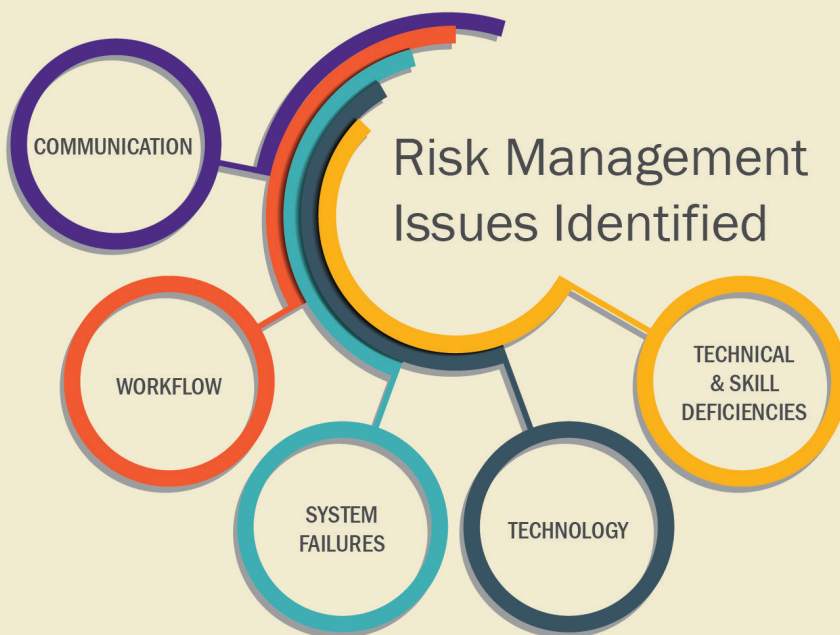 Risk Management
Issues Identified
COMMUNICATION
WORKFLOW
SYSTEM
FAILURES
TECHNOLOGY
TECHNICAL
& SKILL
DEFICIENCIES